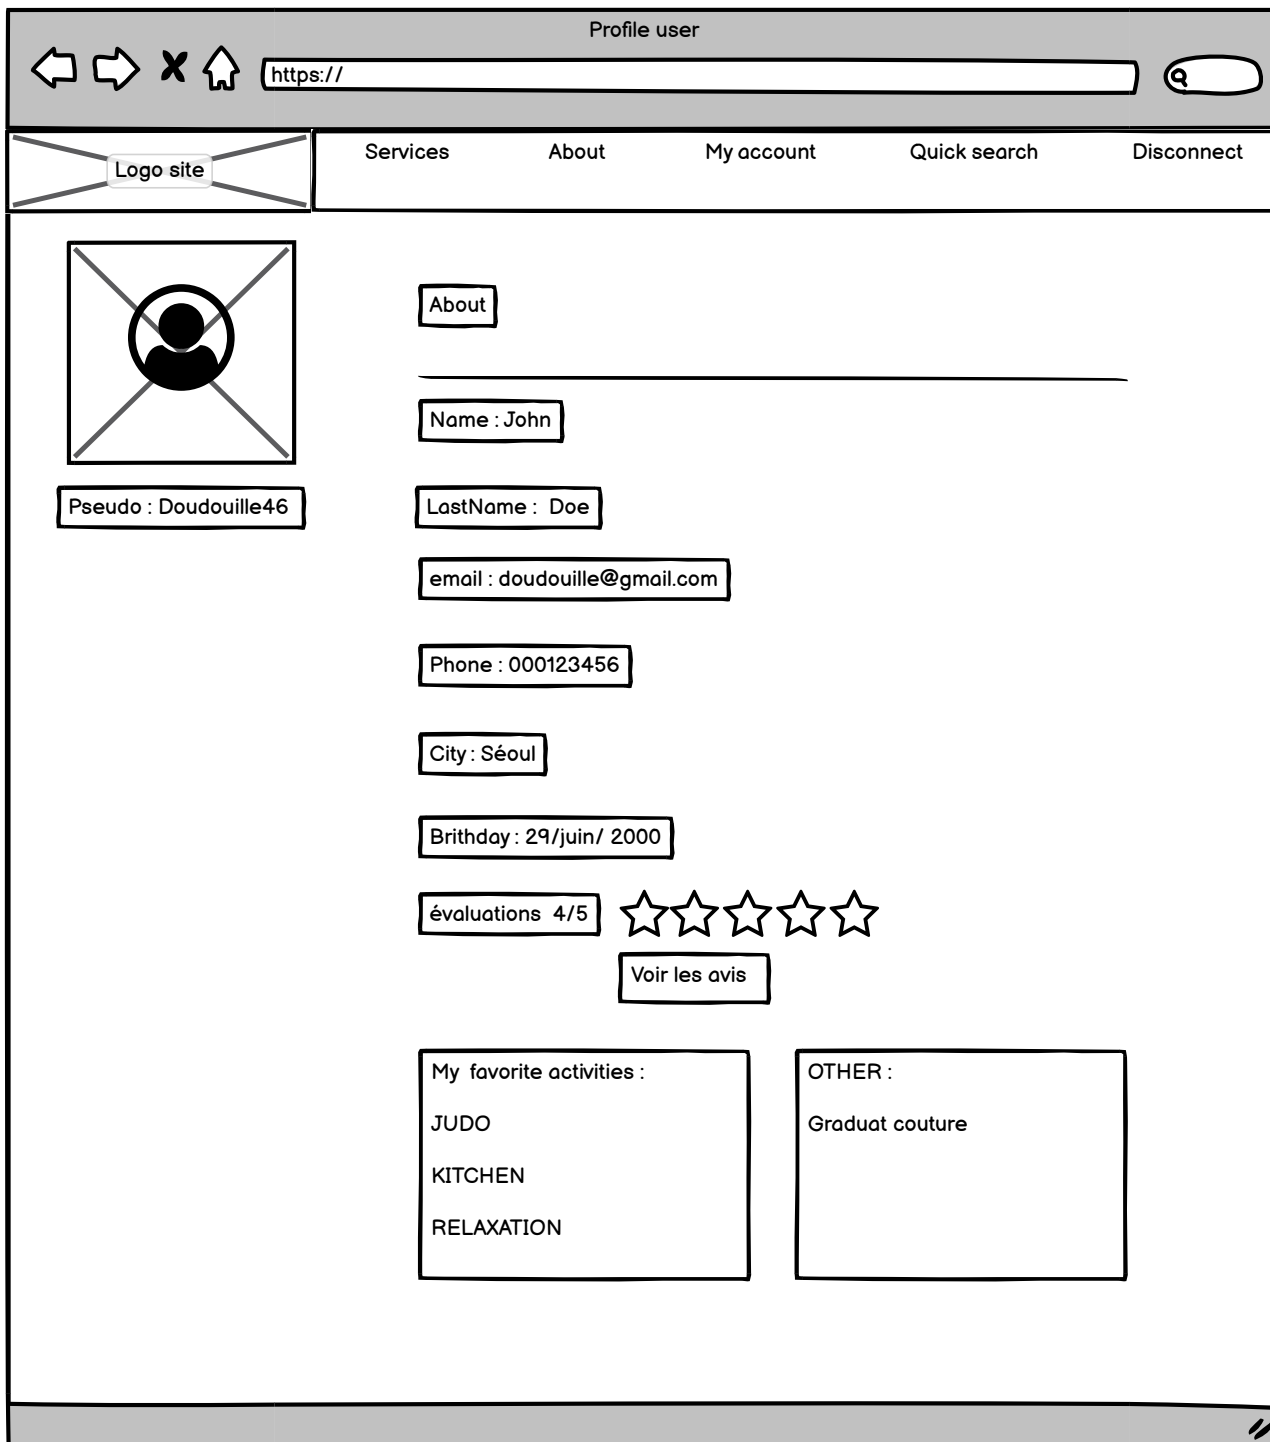 Profile user
https://
Logo site
Services
About
My account
Quick search
Disconnect
About
Name : John
Pseudo : Doudouille46
LastName :  Doe
email : doudouille@gmail.com
Phone : 000123456
City : Séoul
Brithday : 29/juin/ 2000
évaluations  4/5
Voir les avis
My  favorite activities :
JUDO
KITCHEN
RELAXATION
OTHER :
Graduat couture